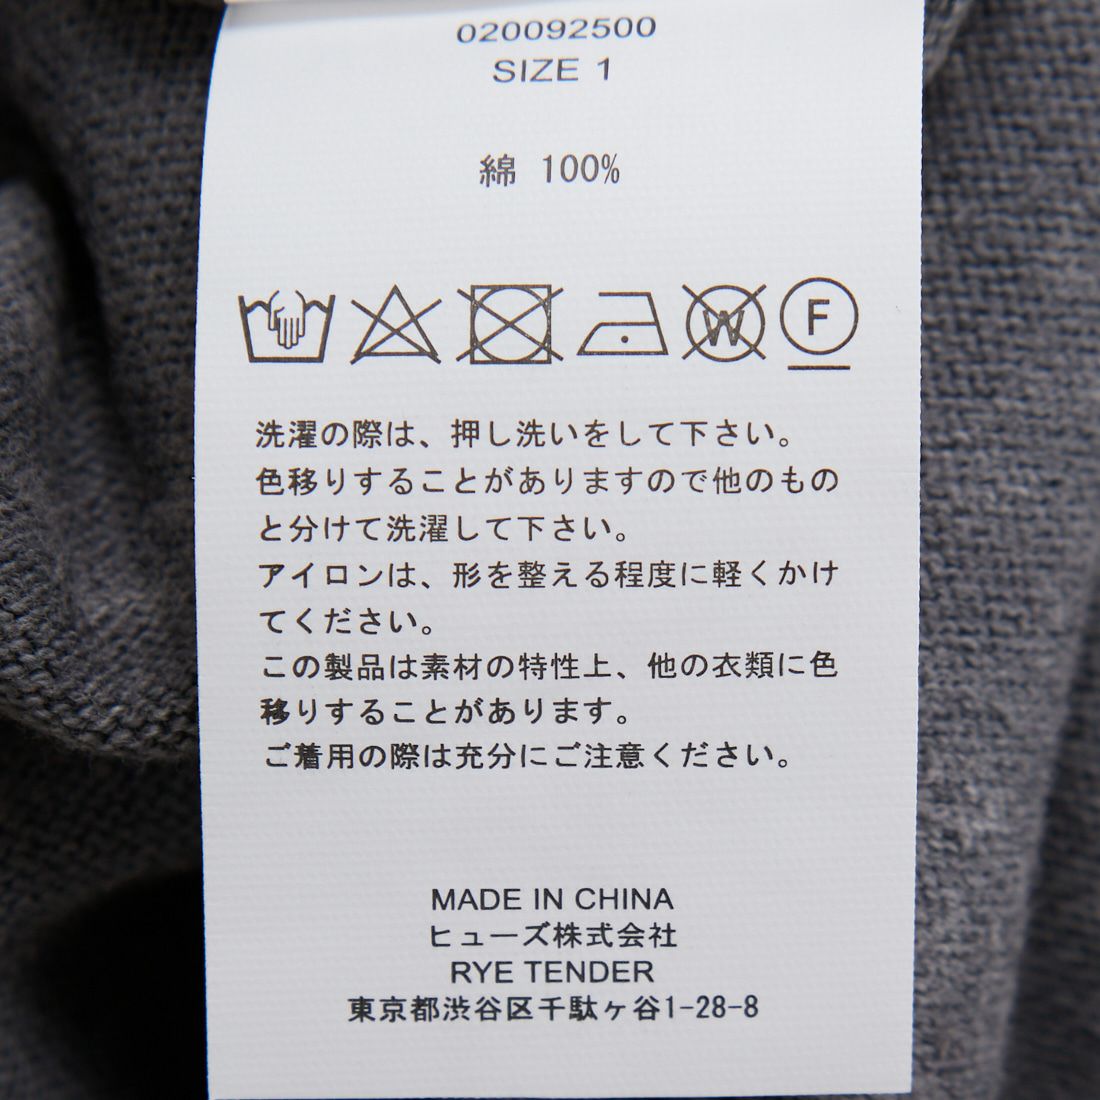 020092500
SIZE 1
綿 100%
W F
洗濯の際は、押し洗いをして下さい。
色移りすることがありますので他のもの
と分けて洗濯して下さい。
アイロンは、形を整える程度に軽くかけ
てください。
この製品は素材の特性上、他の衣類に色
移りすることがあります。
ご着用の際は充分にご注意ください。
MADE IN CHINA
ヒューズ株式会社
RYE TENDER
東京都渋谷区千駄ヶ谷1-28-8